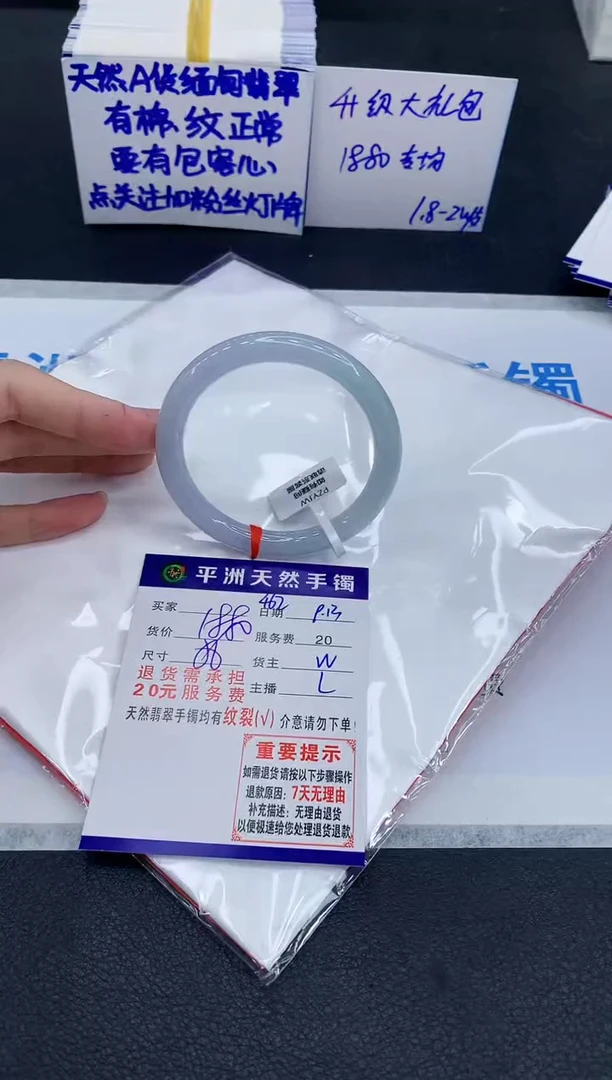 天然A货缅甸翡翠
有棉、纹正常
要有包容心
点关注加粉丝灯牌
升级大礼包
1880专场
手镯
平洲天然手镯
买家 462 日期
货价 1880 服务费 20
尺寸 货主 W
退货需承担
20元服务费 主播 L
天然翡翠手镯均有纹裂(√) 介意请勿下单!
重要提示
如需退货请按以下步骤操作
退款原因：7天无理由
补充描述：无理由退货
以便极速给您处理退货退款